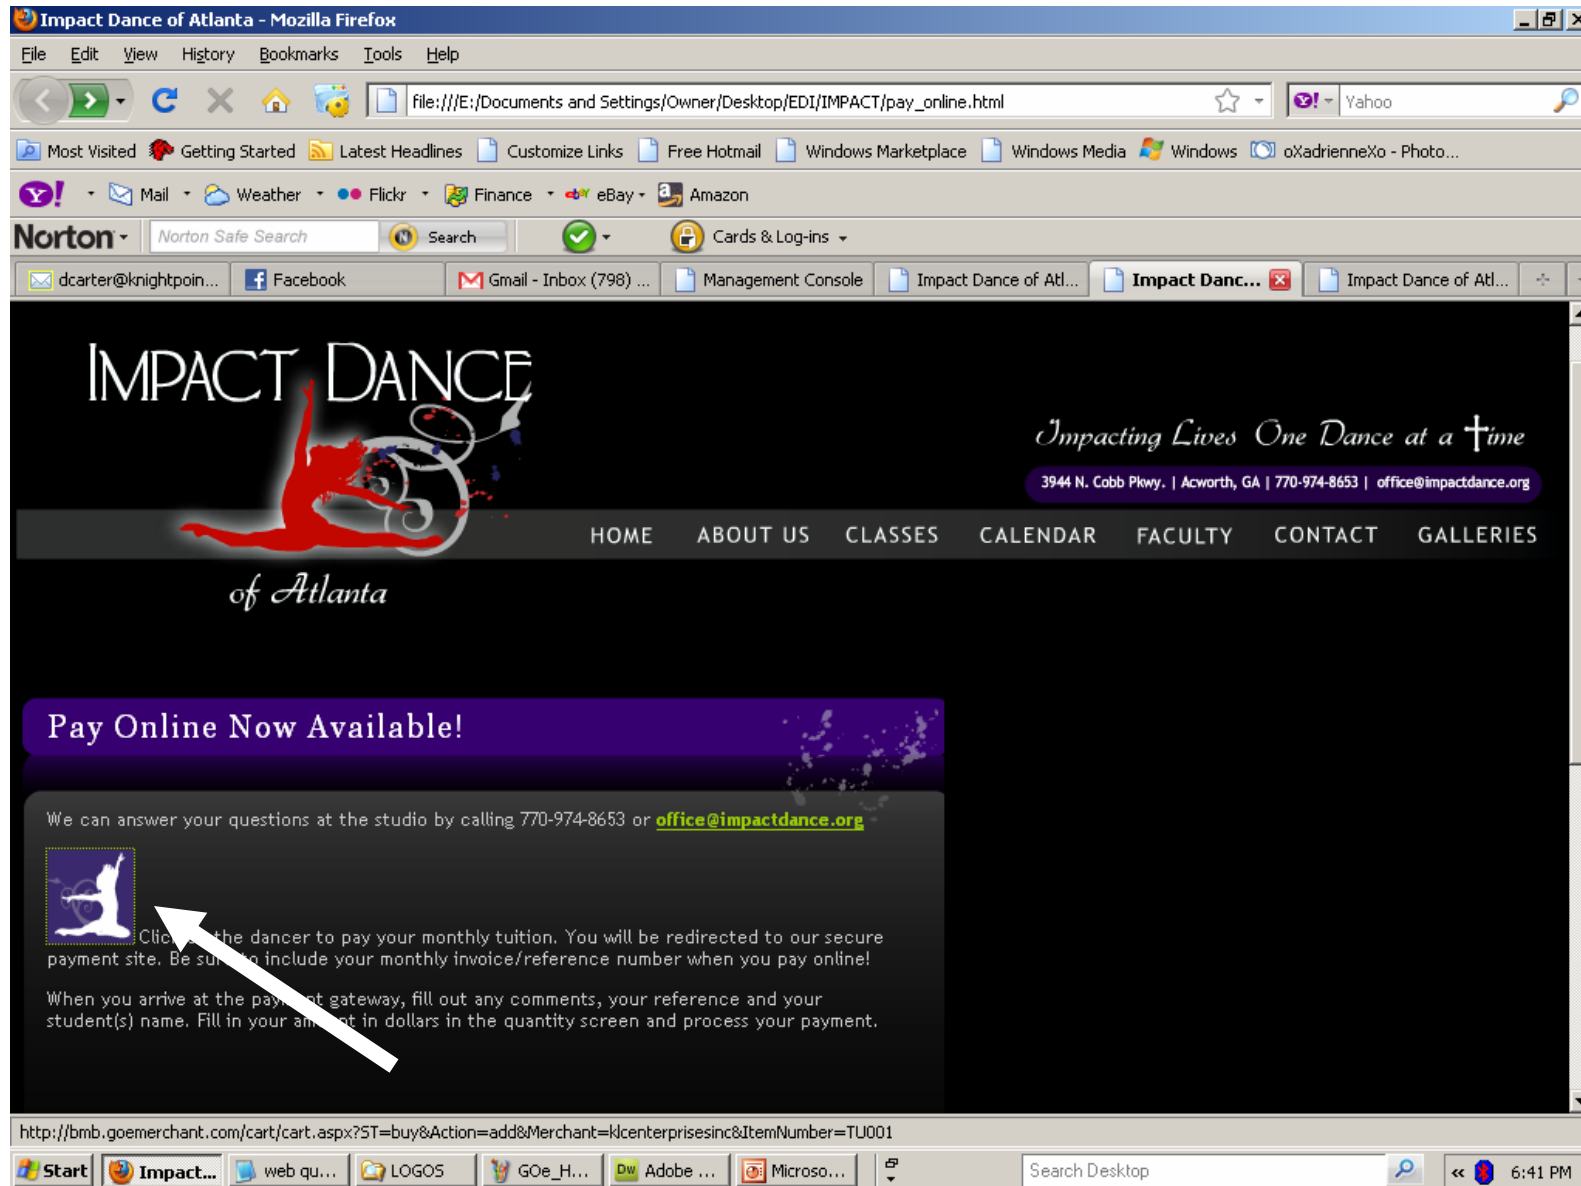 Impact Dance of Atlanta - Mozilla Firefox
File Edit View History Bookmarks Tools Help
file:///E:/Documents and Settings/Owner/Desktop/EDI/IMPACT/pay_online.html Yahoo
Most Visited Getting Started Latest Headlines Customize Links Free Hotmail Windows Marketplace Windows Media Windows oXadrienneXo - Photo...
Y! Mail Weather Flickr Finance eBay Amazon
Norton Norton Safe Search Search Cards & Log-ins
dcarter@knightpoin... Facebook Gmail - Inbox (798) ... Management Console Impact Dance of Atl... Impact Danc... Impact Dance of Atl...
IMPACT DANCE
of Atlanta
Impacting Lives One Dance at a time
3944 N. Cobb Pkwy. | Acworth, GA | 770-974-8653 | office@impactdance.org
HOME ABOUT US CLASSES CALENDAR FACULTY CONTACT GALLERIES
Pay Online Now Available!
We can answer your questions at the studio by calling 770-974-8653 or office@impactdance.org
the dancer to pay your monthly tuition. You will be redirected to our secure
payment site. Be to include your monthly invoice/reference number when you pay online!
When you arrive at the gateway, fill out any comments, your reference and your
student(s) name. Fill in your in dollars in the quantity screen and process your payment.
http://bmb.goemerchant.com/cart/cart.aspx?ST=buy&Action=add&Merchant=klcenterprisesinc&ItemNumber=TU001
Start Impact... web qu... LOGOS GOe_H... Dw Adobe ... Microso... Search Desktop « 6:41 PM